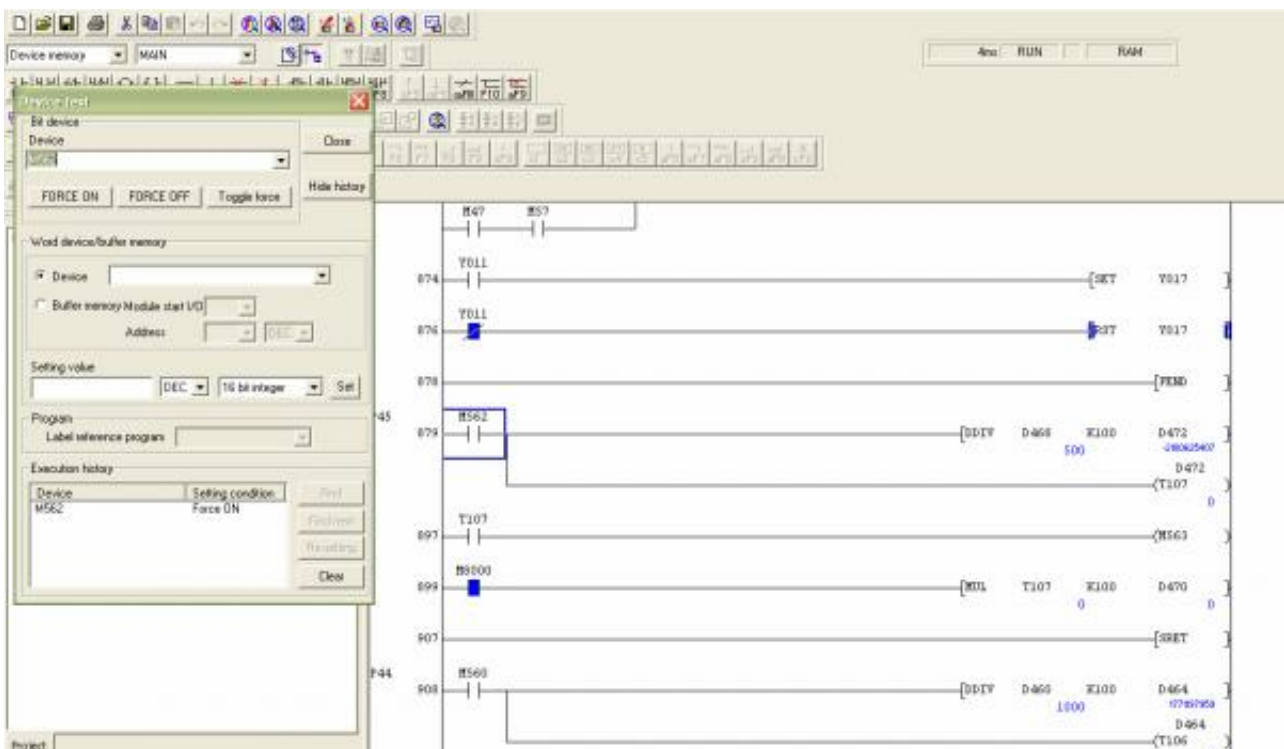 Device memory MAIN
4ms RUN RAM
Device test
Bit device
Device
Close
FORCE ON FORCE OFF Toggle force
Hide history
Word device/buffer memory
Device
Buffer memory Module start I/O
Address DEC
Setting value
DEC 16 bit integer Set
Program
Label reference program
Execution history
Device Setting condition Find
M562 Force ON
Find next
Resetting
Clear
Project
M47 M57
Y011
874 SET Y017
Y011
876 RST Y017
878 FEND
M562
879 DDIV K100 D472
500
D472
T107
0
T107
897 M563
M8000
899 MUL T107 K100 D470
0 0
907 SRET
P44 M560
908 DDIV D460 K100 D464
1000
D464
T106